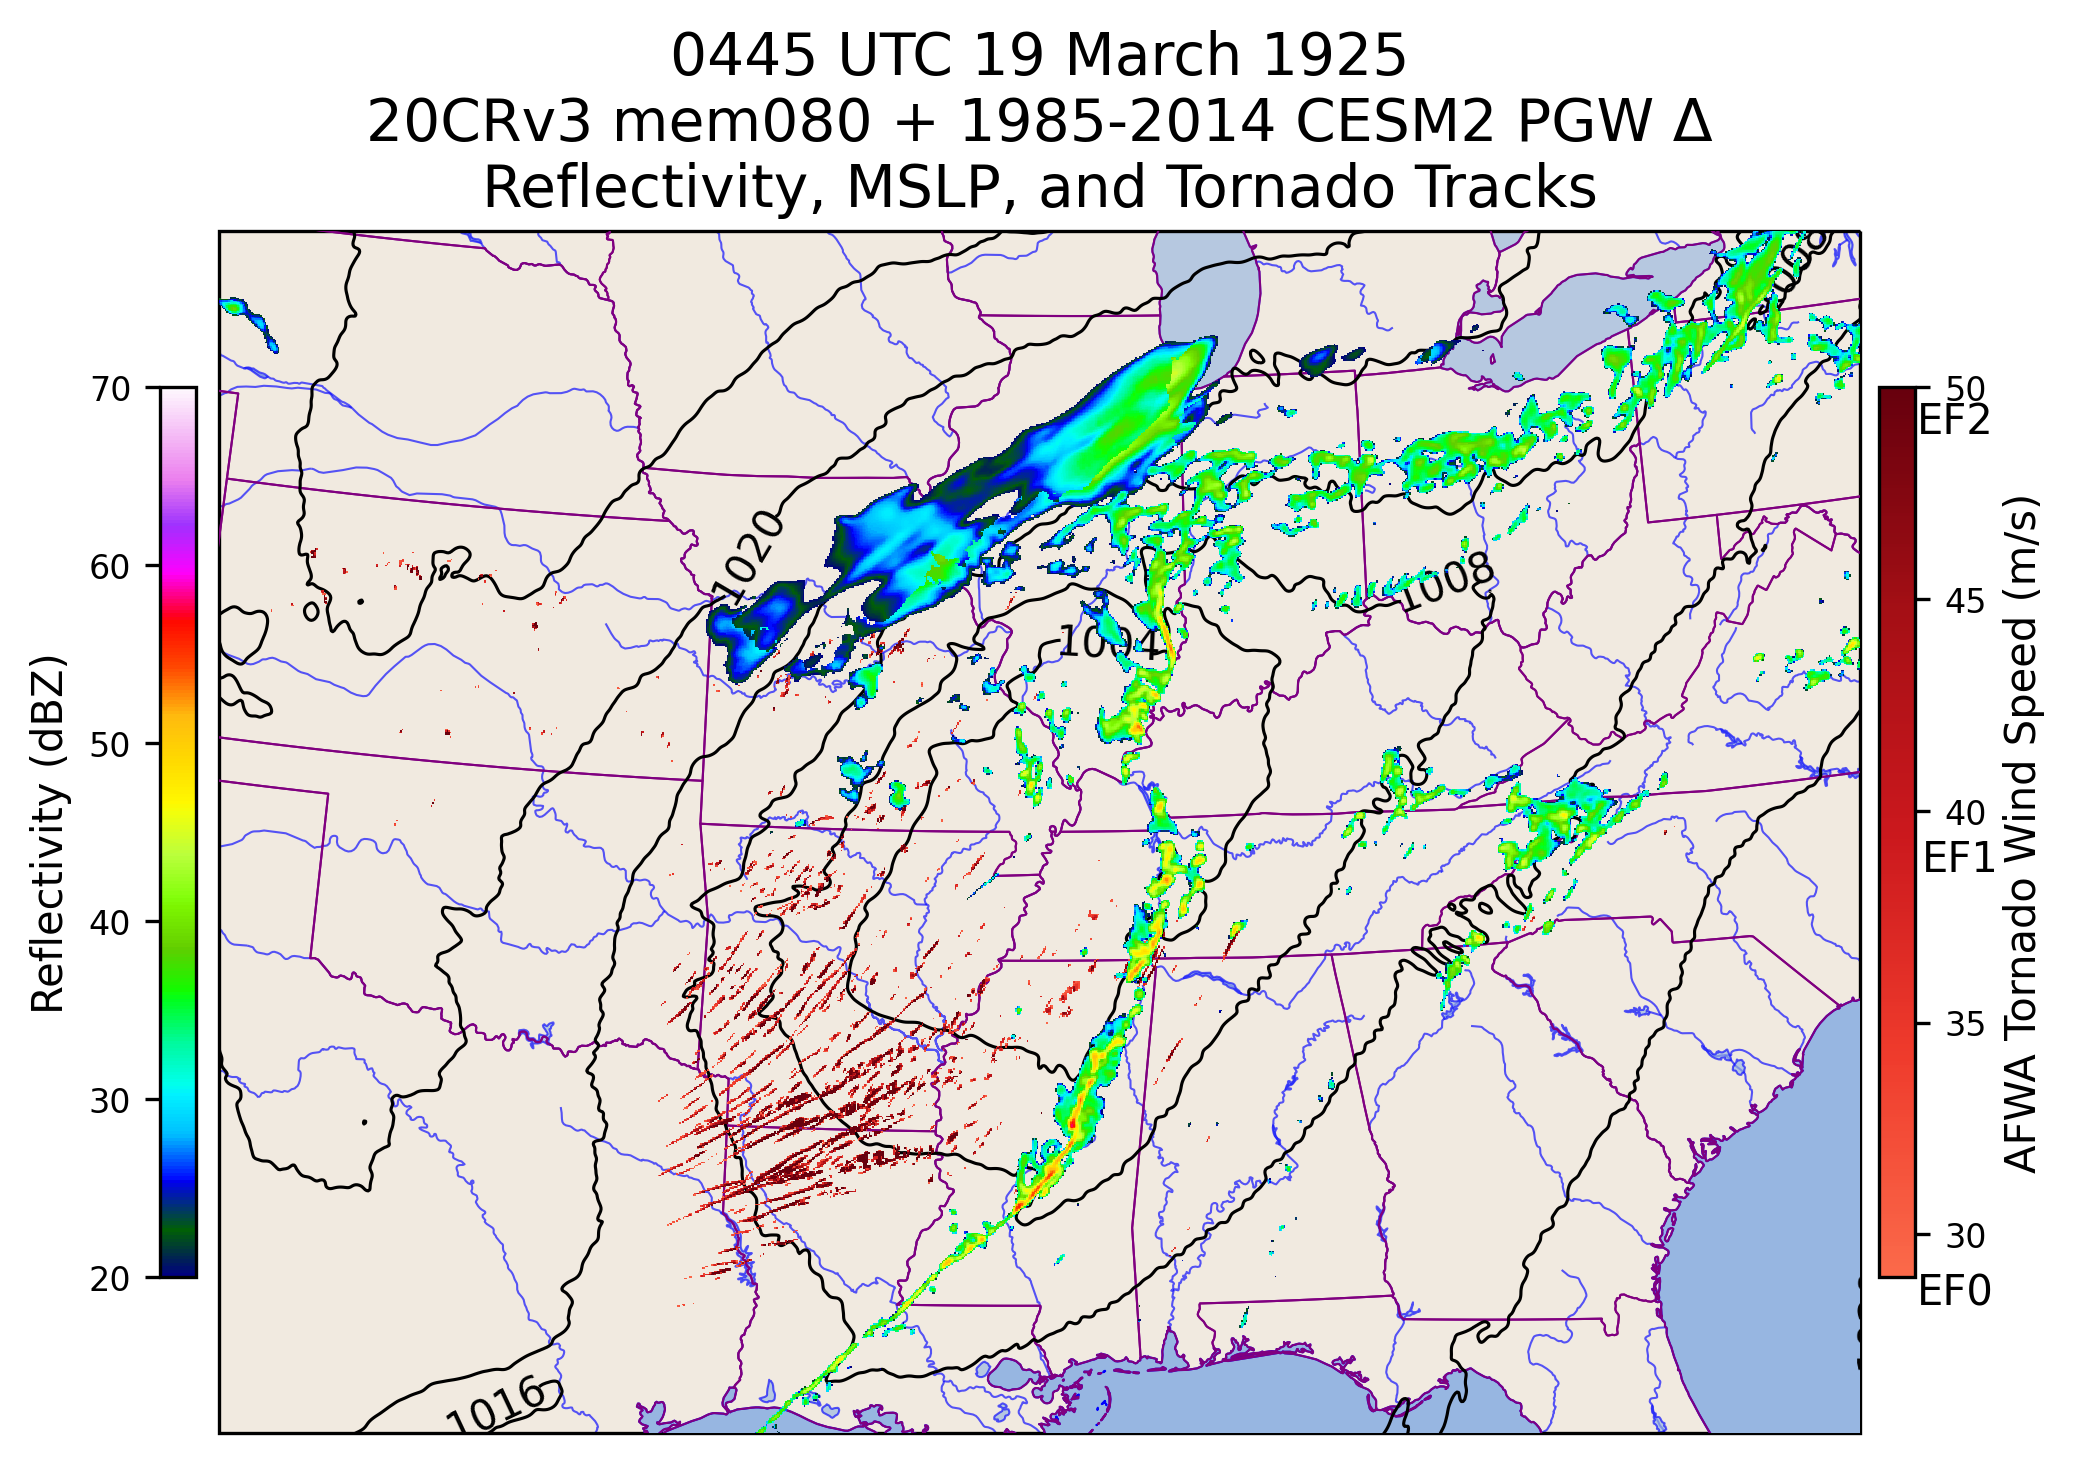 0445 UTC 19 March 1925
20CRv3 mem080 + 1985-2014 CESM2 PGW Δ
Reflectivity, MSLP, and Tornado Tracks
70
60
50
40
30
20
Reflectivity (dBZ)
1020
1004
1008
1016
50
EF2
45
40
EF1
35
30
EF0
AFWA Tornado Wind Speed (m/s)